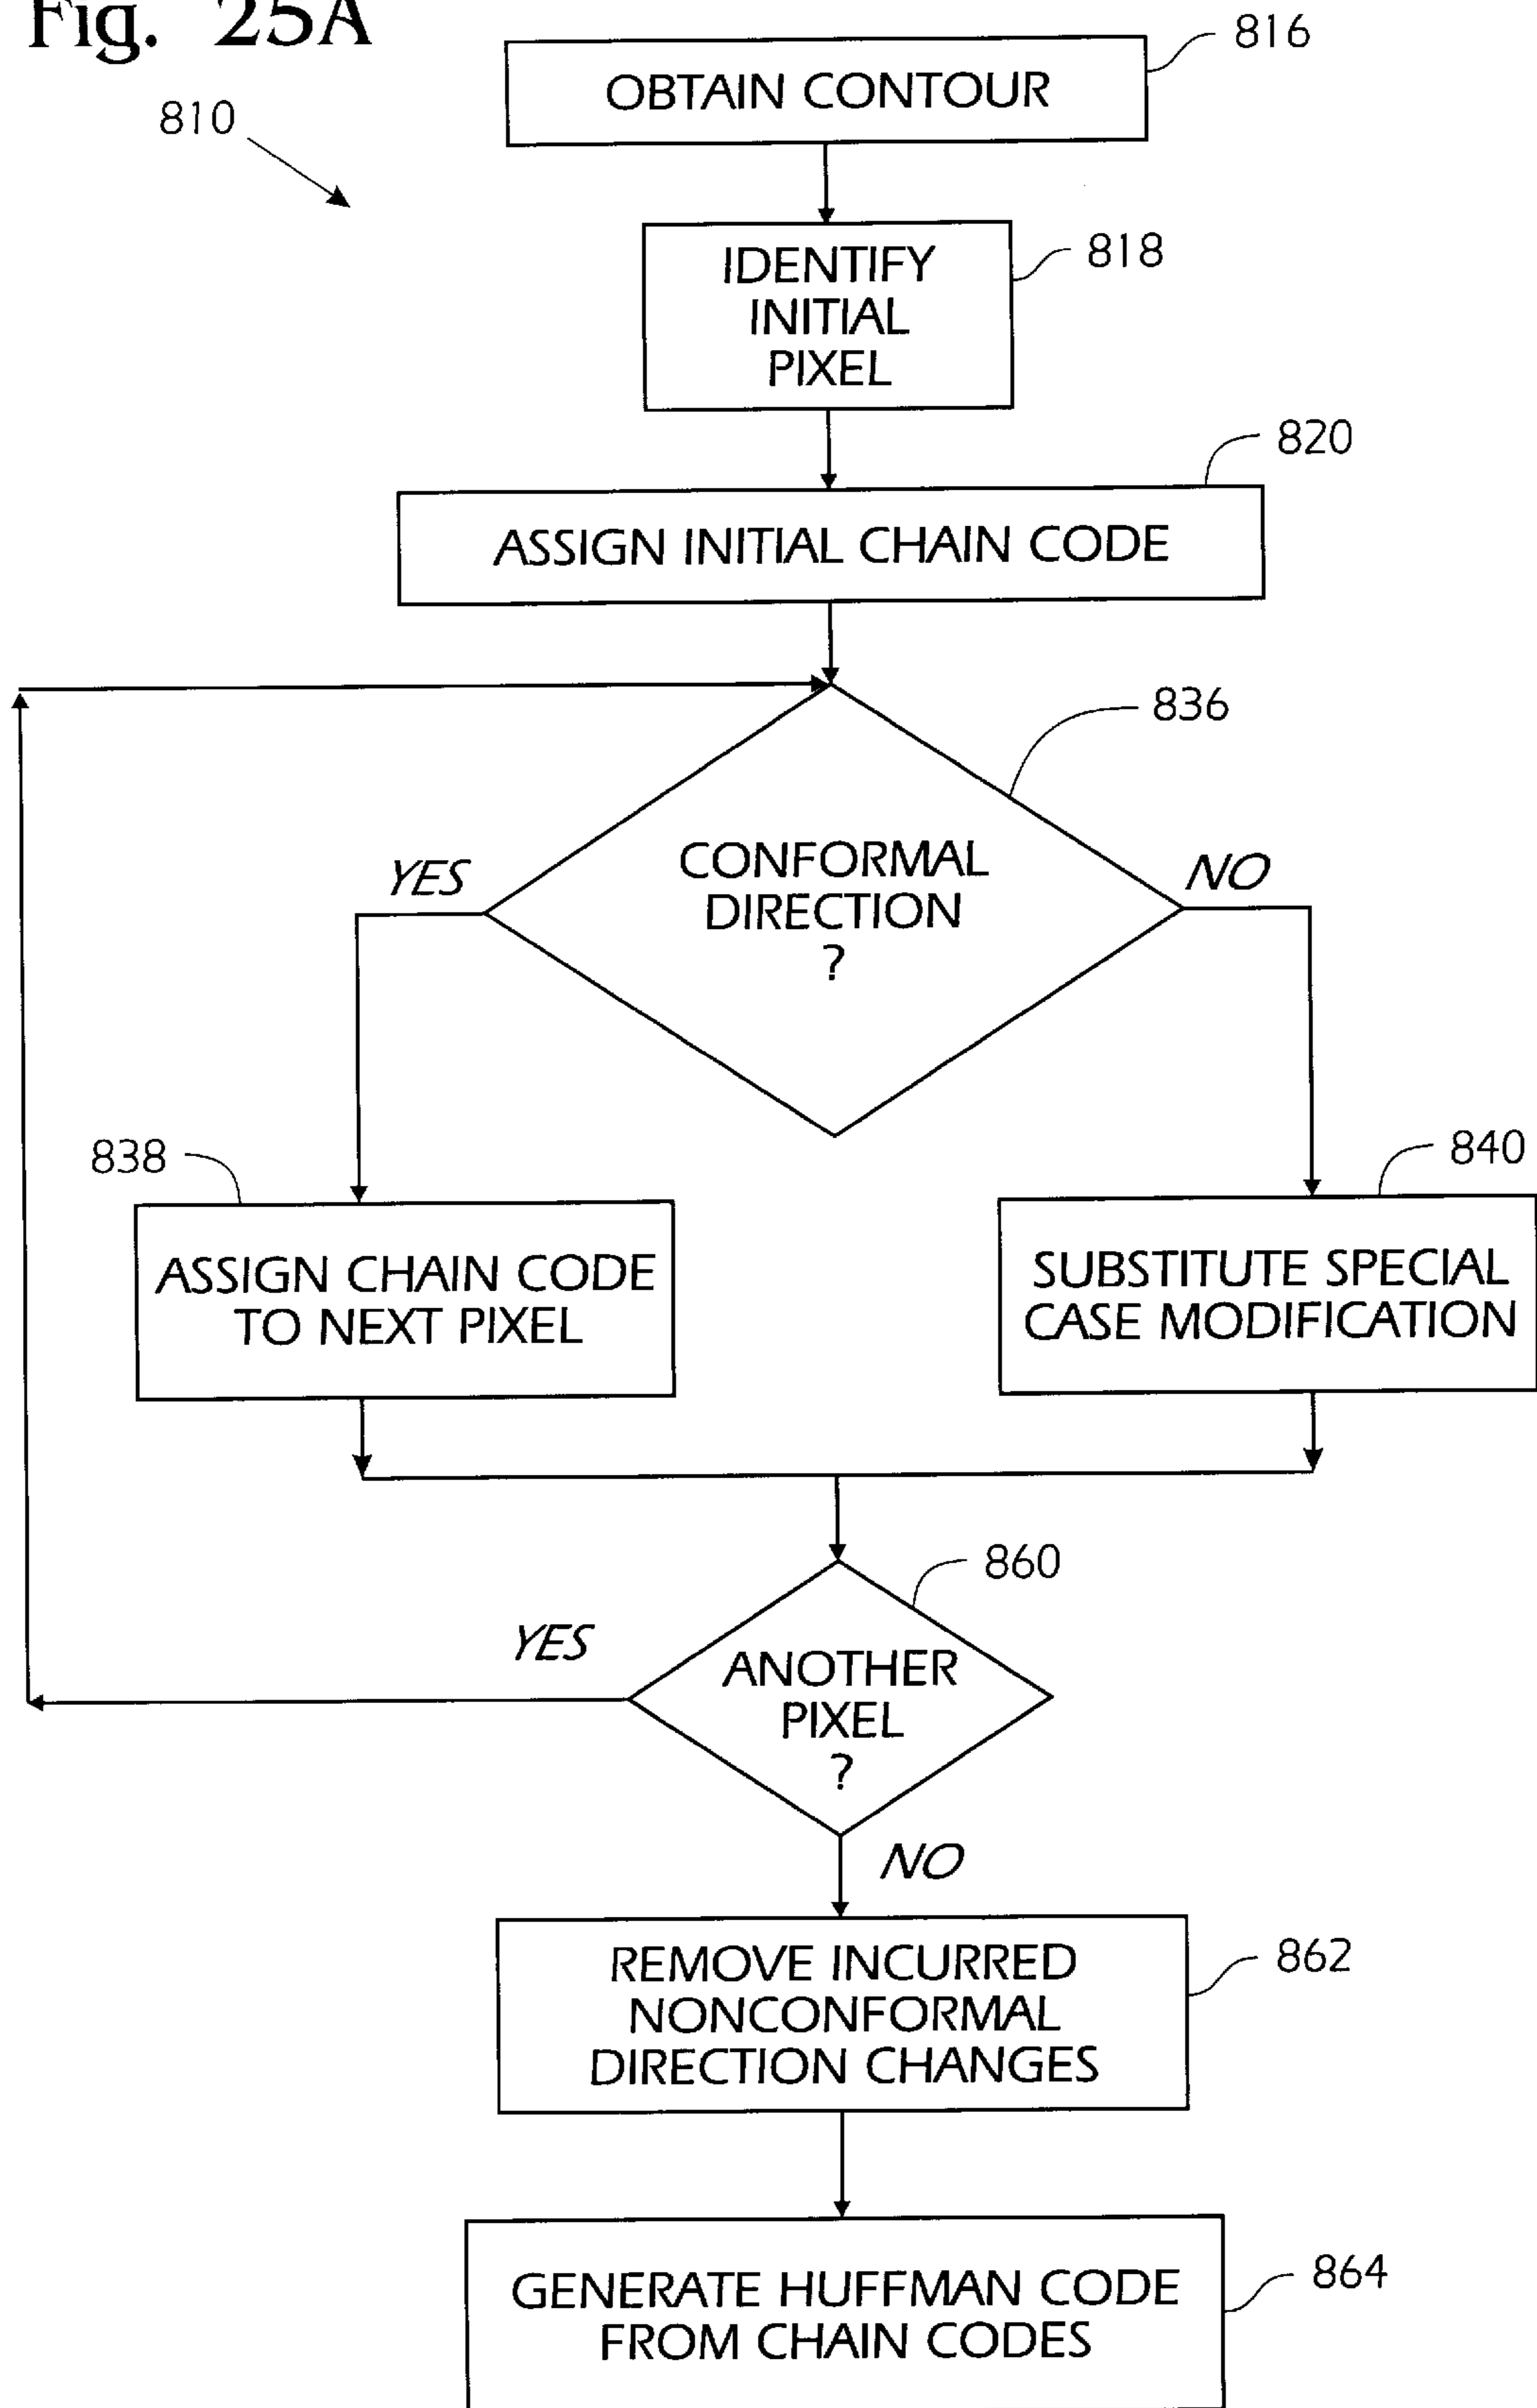 Fig. 25A
816
OBTAIN CONTOUR
810
818
IDENTIFY
INITIAL
PIXEL
820
ASSIGN INITIAL CHAIN CODE
836
CONFORMAL
DIRECTION
?
YES
NO
838
840
ASSIGN CHAIN CODE
TO NEXT PIXEL
SUBSTITUTE SPECIAL
CASE MODIFICATION
860
YES
ANOTHER
PIXEL
?
NO
862
REMOVE INCURRED
NONCONFORMAL
DIRECTION CHANGES
864
GENERATE HUFFMAN CODE
FROM CHAIN CODES